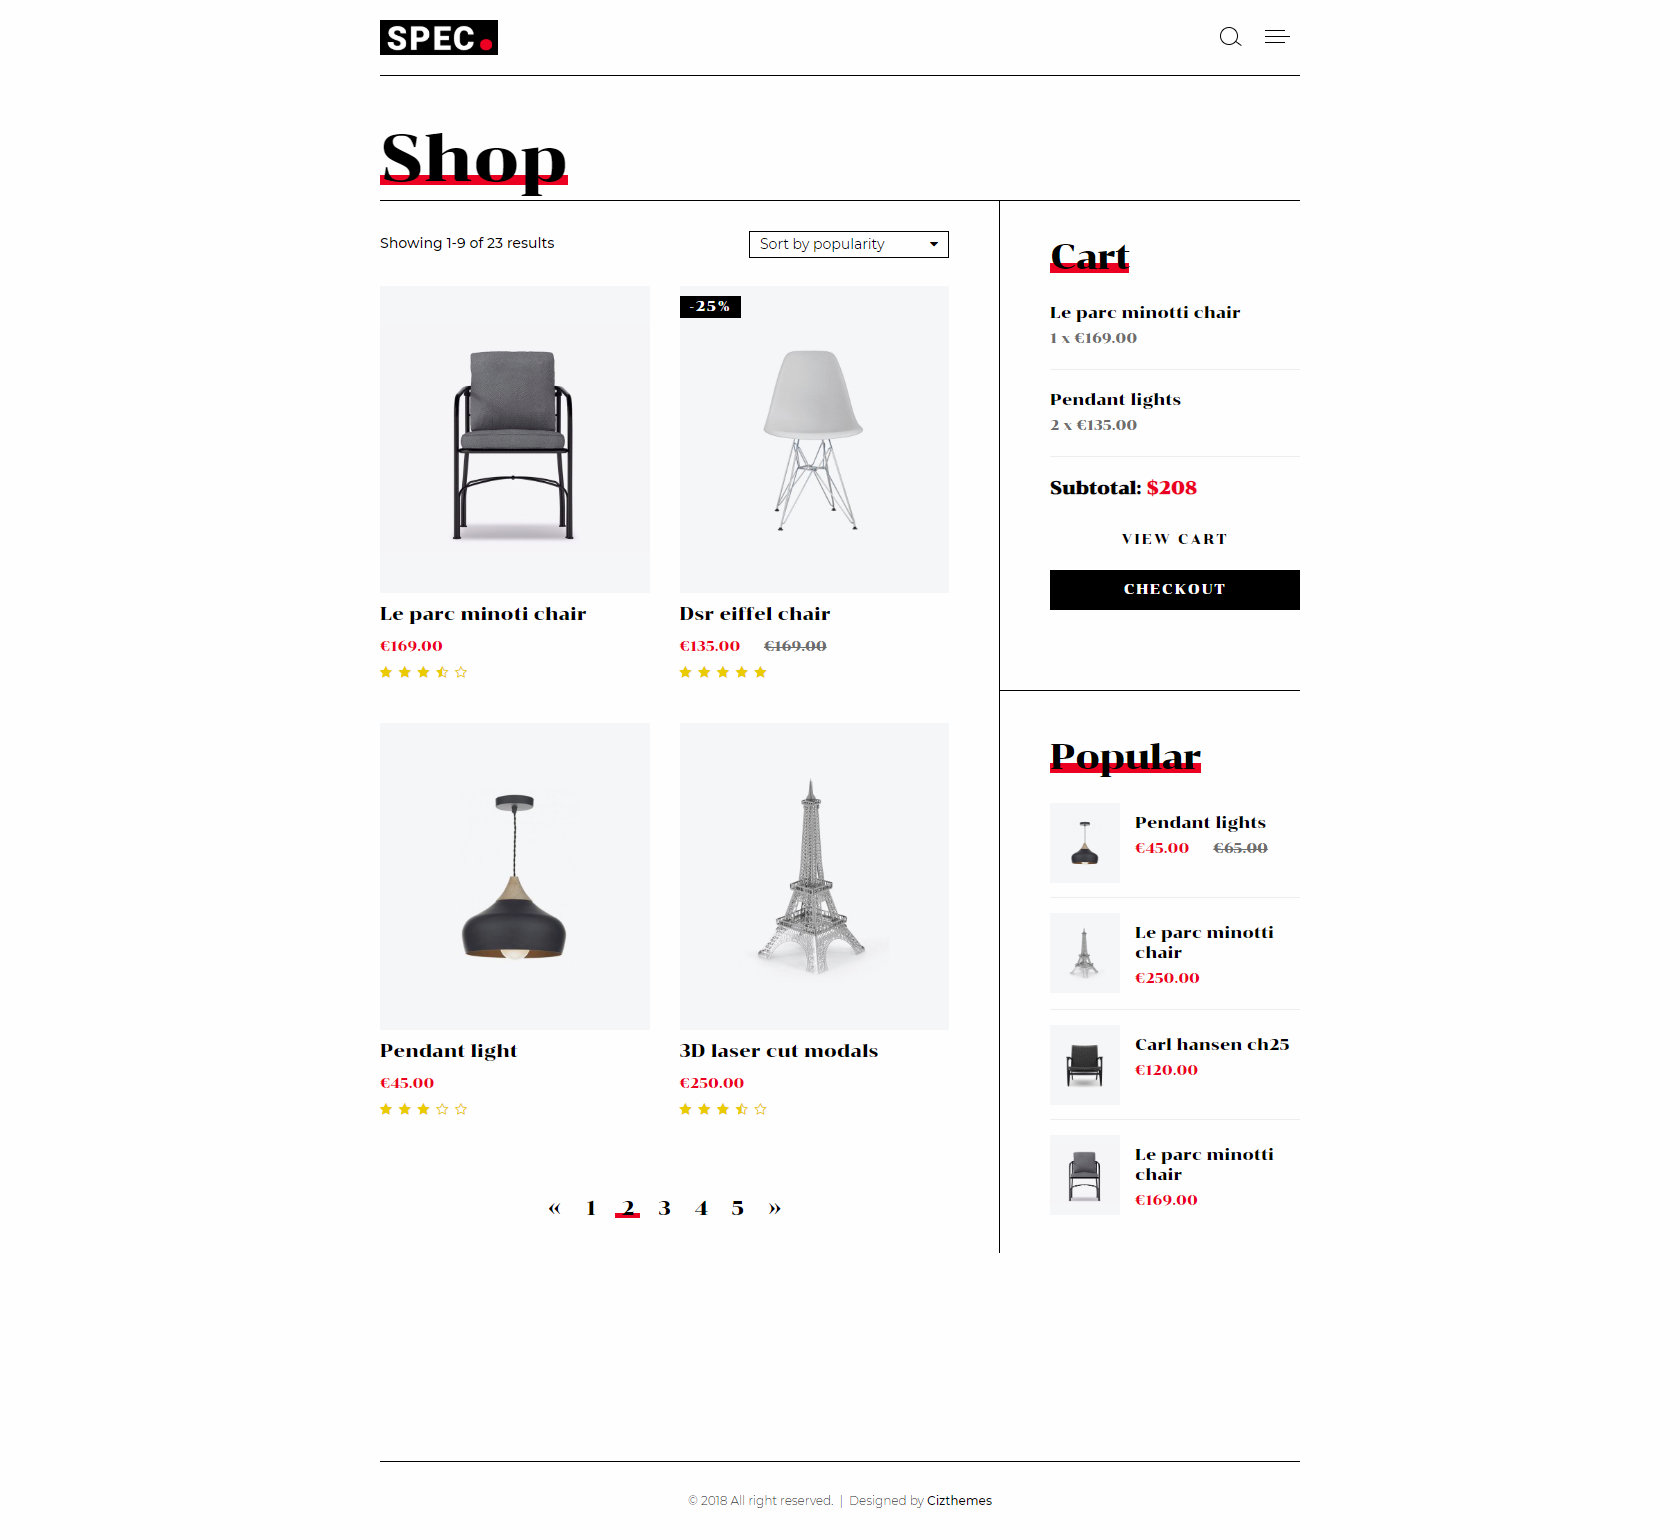 SPEC.
Shop
Showing 1-9 of 23 results
Sort by popularity
-25%
Le parc minoti chair
€169.00
Dsr eiffel chair
€135.00 €169.00
Pendant light
€45.00
3D laser cut modals
€250.00
« 1 2 3 4 5 »
Cart
Le parc minotti chair
1 x €169.00
Pendant lights
2 x €135.00
Subtotal: $208
VIEW CART
CHECKOUT
Popular
Pendant lights
€45.00 €65.00
Le parc minotti
chair
€250.00
Carl hansen ch25
€120.00
Le parc minotti
chair
€169.00
© 2018 All right reserved. | Designed by Cizthemes